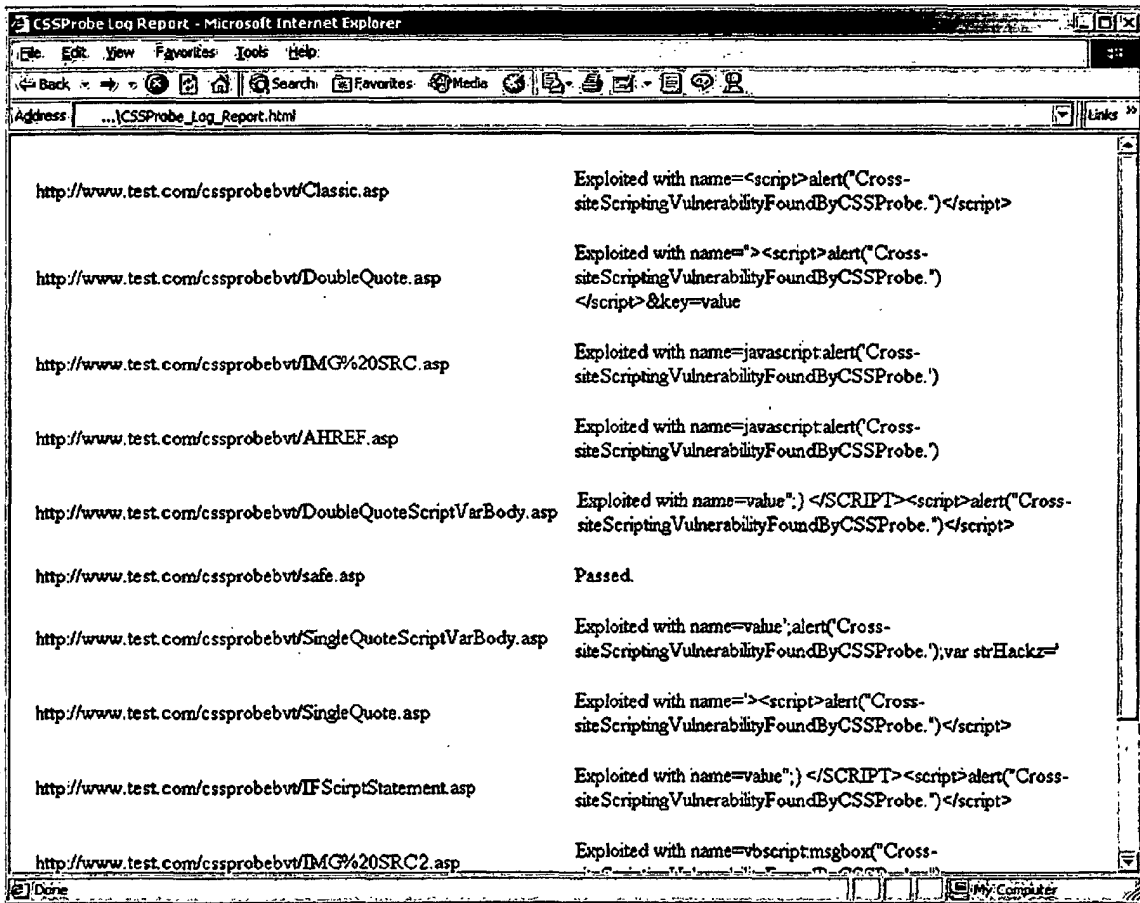 CSSProbe Log Report - Microsoft Internet Explorer
File Edit View Favorites Tools Help
Back Search Favorites Media
Address ...\CSSProbe_Log_Report.html Links »
http://www.test.com/cssprobebvt/Classic.asp
Exploited with name=<script>alert("Cross-
siteScriptingVulnerabilityFoundByCSSProbe.")</script>
http://www.test.com/cssprobebvt/DoubleQuote.asp
Exploited with name="><script>alert("Cross-
siteScriptingVulnerabilityFoundByCSSProbe.")
</script>&key=value
http://www.test.com/cssprobebvt/IMG%20SRC.asp
Exploited with name=javascript:alert('Cross-
siteScriptingVulnerabilityFoundByCSSProbe.')
http://www.test.com/cssprobebvt/AHREF.asp
Exploited with name=javascript:alert('Cross-
siteScriptingVulnerabilityFoundByCSSProbe.')
http://www.test.com/cssprobebvt/DoubleQuoteScriptVarBody.asp
Exploited with name=value";} </SCRIPT><script>alert("Cross-
siteScriptingVulnerabilityFoundByCSSProbe.")</script>
http://www.test.com/cssprobebvt/safe.asp
Passed.
http://www.test.com/cssprobebvt/SingleQuoteScriptVarBody.asp
Exploited with name=value';alert('Cross-
siteScriptingVulnerabilityFoundByCSSProbe.');var strHackz='
http://www.test.com/cssprobebvt/SingleQuote.asp
Exploited with name='><script>alert("Cross-
siteScriptingVulnerabilityFoundByCSSProbe.")</script>
http://www.test.com/cssprobebvt/IFScirptStatement.asp
Exploited with name=value";} </SCRIPT><script>alert("Cross-
siteScriptingVulnerabilityFoundByCSSProbe.")</script>
http://www.test.com/cssprobebvt/IMG%20SRC2.asp
Exploited with name=vbscript:msgbox("Cross-
Done My Computer